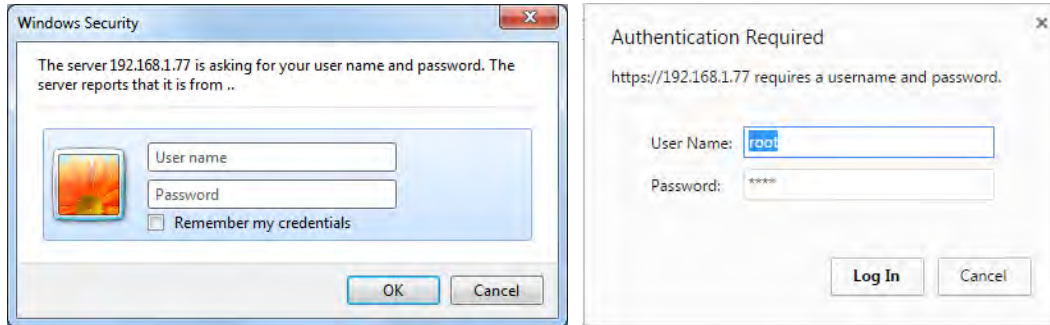 Windows Security
The server 192.168.1.77 is asking for your user name and password. The
server reports that it is from ..
User name
Password
Remember my credentials
OK Cancel
Authentication Required
https://192.168.1.77 requires a username and password.
User Name: root
Password: ****
Log In Cancel